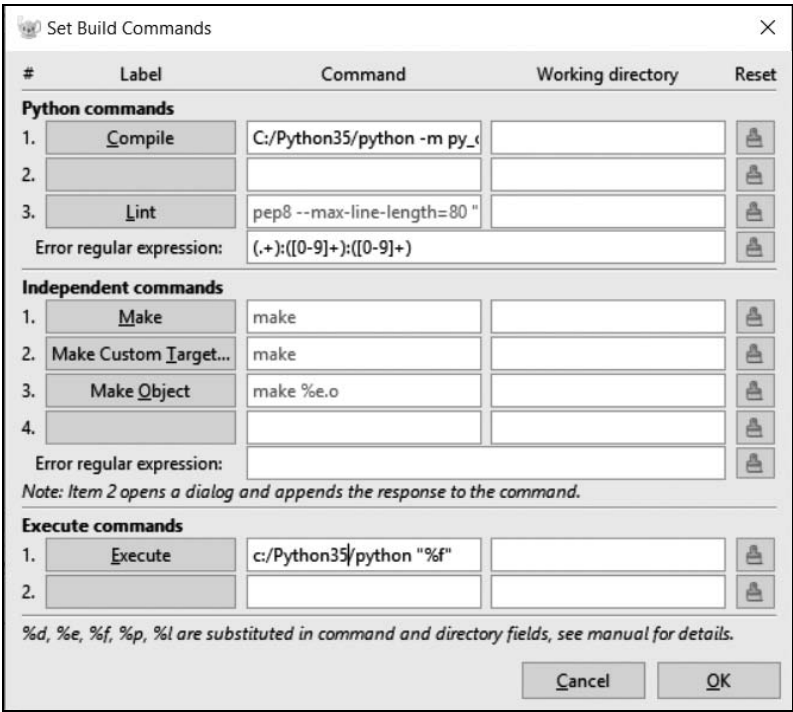 Set Build Commands
# Label Command Working directory Reset
Python commands
1. Compile C:/Python35/python -m py_
2.
3. Lint pep8 --max-line-length=80 "
Error regular expression: (.+):([0-9]+):([0-9]+)
Independent commands
1. Make make
2. Make Custom Target... make
3. Make Object make %e.o
4.
Error regular expression:
Note: Item 2 opens a dialog and appends the response to the command.
Execute commands
1. Execute c:/Python35/python "%f"
2.
%d, %e, %f, %p, %l are substituted in command and directory fields, see manual for details.
Cancel OK